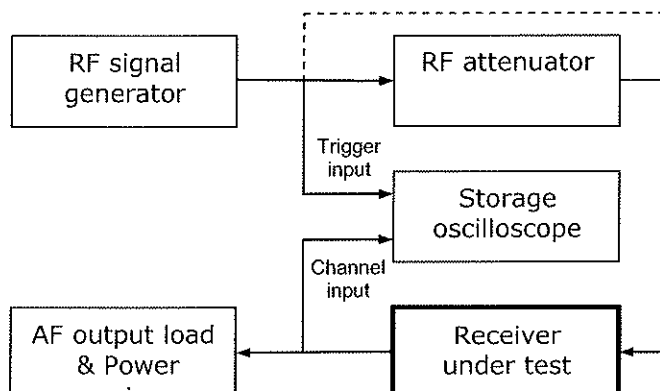 RF signal
generator
RF attenuator
Trigger
input
Storage
oscilloscope
Channel
input
AF output load
& Power
Receiver
under test